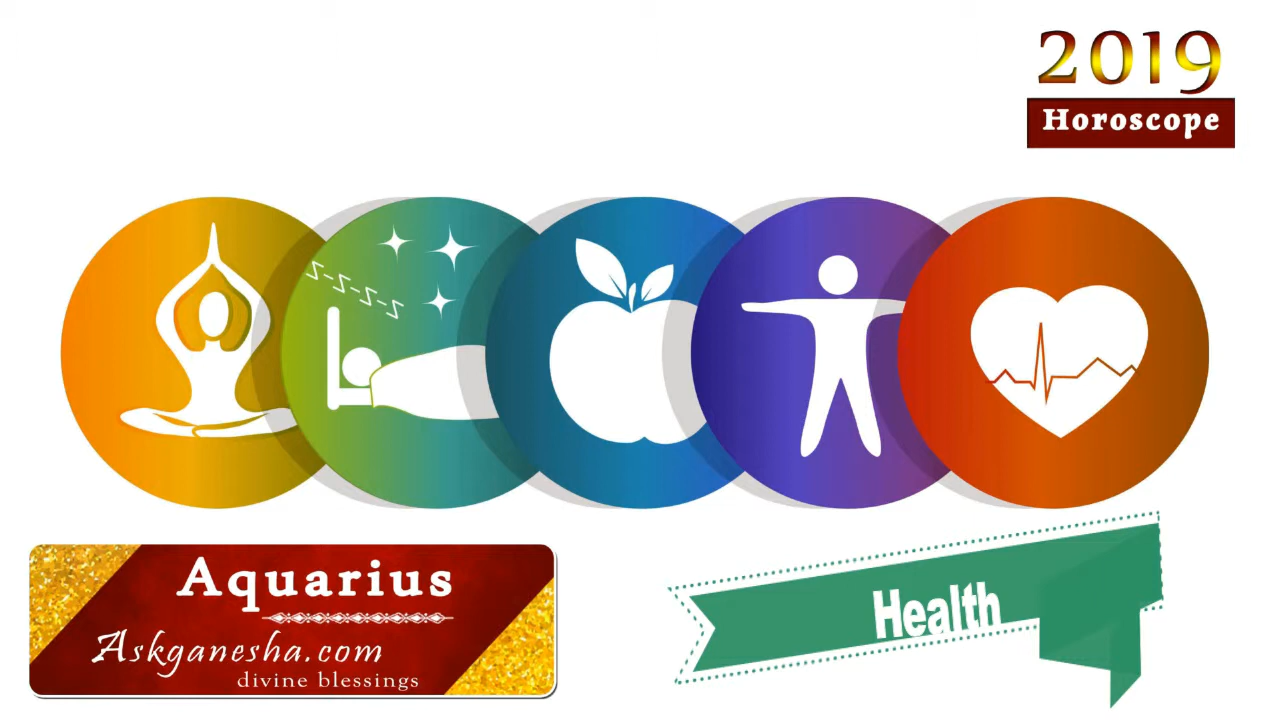 2019
Horoscope
Aquarius
Askganesha.com
divine blessings
Health